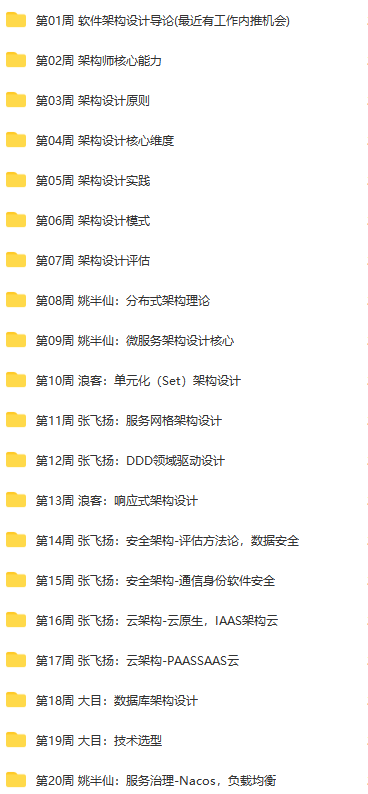 第01周 软件架构设计导论(最近有工作内推机会)
第02周 架构师核心能力
第03周 架构设计原则
第04周 架构设计核心维度
第05周 架构设计实践
第06周 架构设计模式
第07周 架构设计评估
第08周 姚半仙：分布式架构理论
第09周 姚半仙：微服务架构设计核心
第10周 浪客：单元化（Set）架构设计
第11周 张飞扬：服务网格架构设计
第12周 张飞扬：DDD领域驱动设计
第13周 浪客：响应式架构设计
第14周 张飞扬：安全架构-评估方法论，数据安全
第15周 张飞扬：安全架构-通信身份软件安全
第16周 张飞扬：云架构-云原生，IAAS架构云
第17周 张飞扬：云架构-PAASSAAS云
第18周 大目：数据库架构设计
第19周 大目：技术选型
第20周 姚半仙：服务治理-Nacos，负载均衡